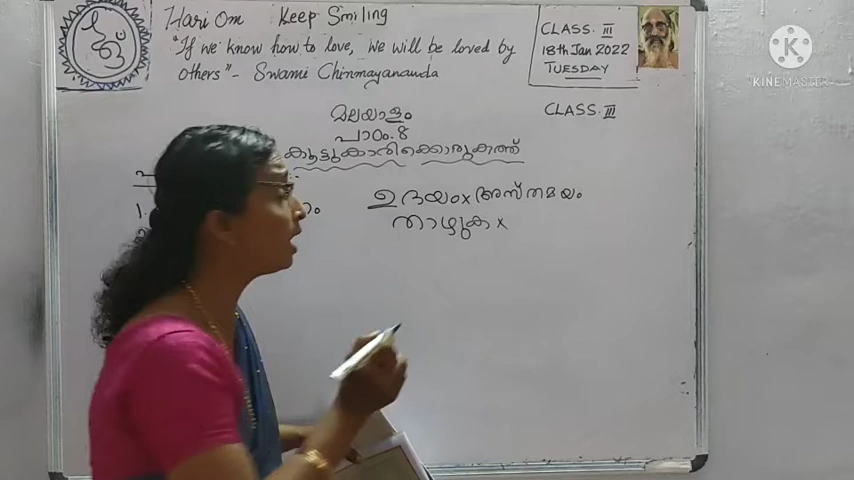 Hari Om Keep Smiling
"If we know how to love, we will be loved by
others" - Swami Chinmayananda
CLASS. III
18th Jan 2022
TUESDAY
K
KINEMASTER
മലയാളം
CLASS. III
പാഠം. 8
കൂട്ടുകാരിക്കൊരുകത്ത്
1.
ഉദയം x അസ്തമയം
താഴുക x